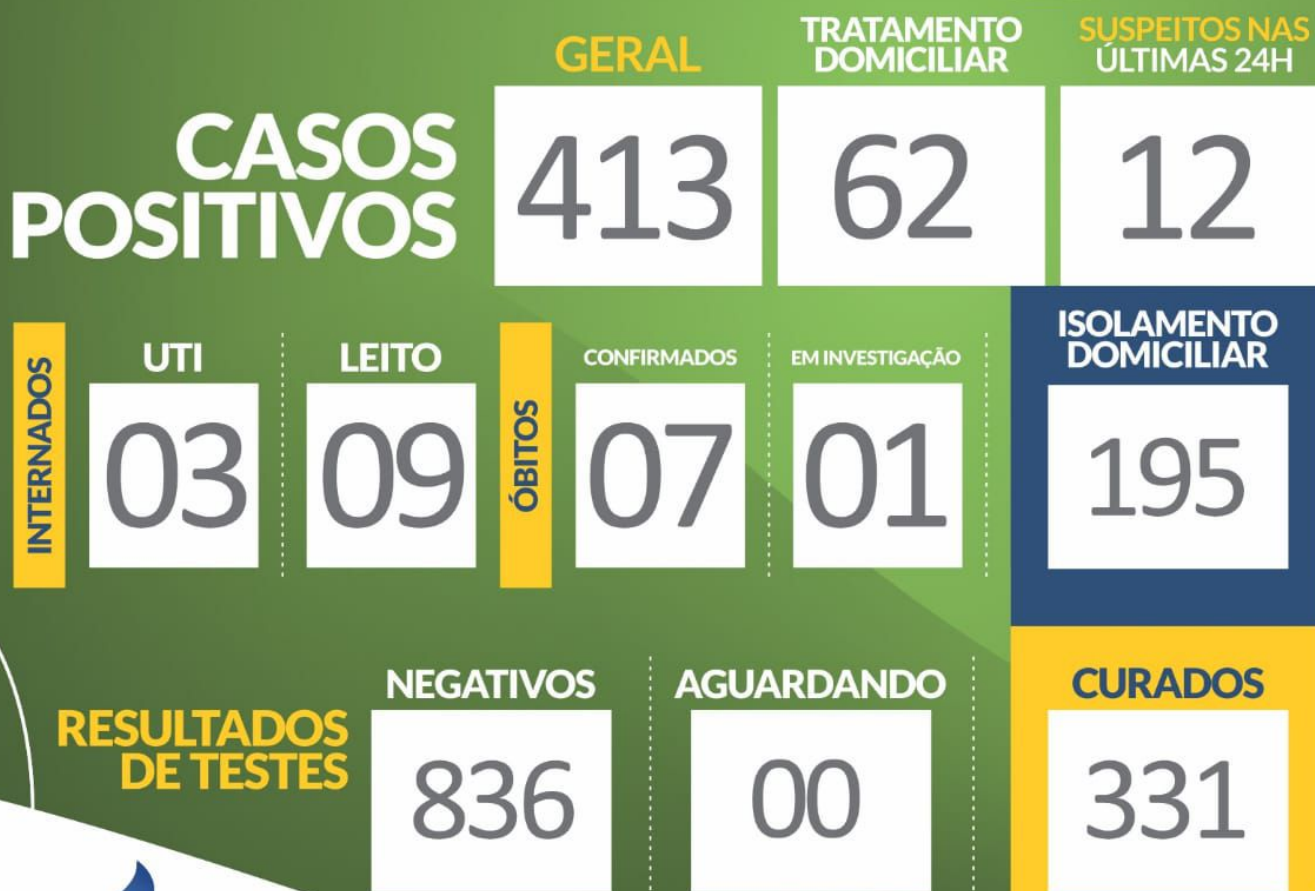 GERAL
TRATAMENTO
DOMICILIAR
SUSPEITOS NAS
ÚLTIMAS 24H
CASOS
POSITIVOS
413
62
12
INTERNADOS
UTI
03
LEITO
09
ÓBITOS
CONFIRMADOS
07
EM INVESTIGAÇÃO
01
ISOLAMENTO
DOMICILIAR
195
RESULTADOS
DE TESTES
NEGATIVOS
836
AGUARDANDO
00
CURADOS
331